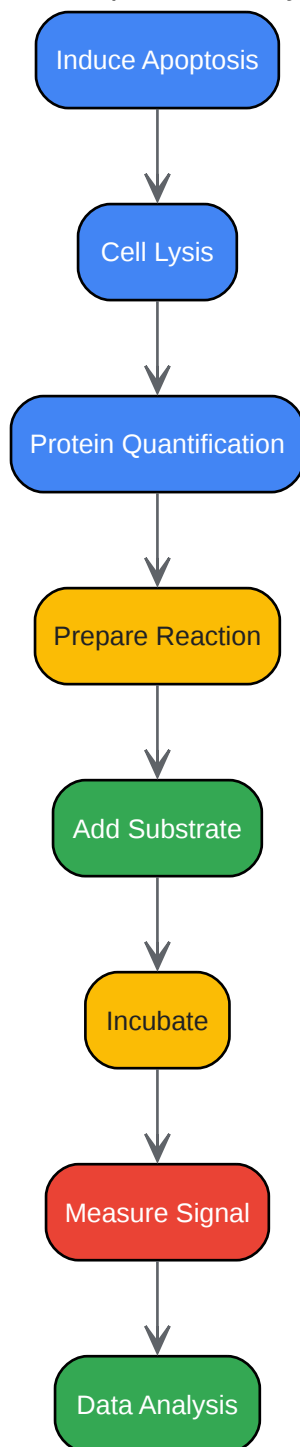 Induce Apoptosis
Cell Lysis
Protein Quantification
Prepare Reaction
Add Substrate
Incubate
Measure Signal
Data Analysis